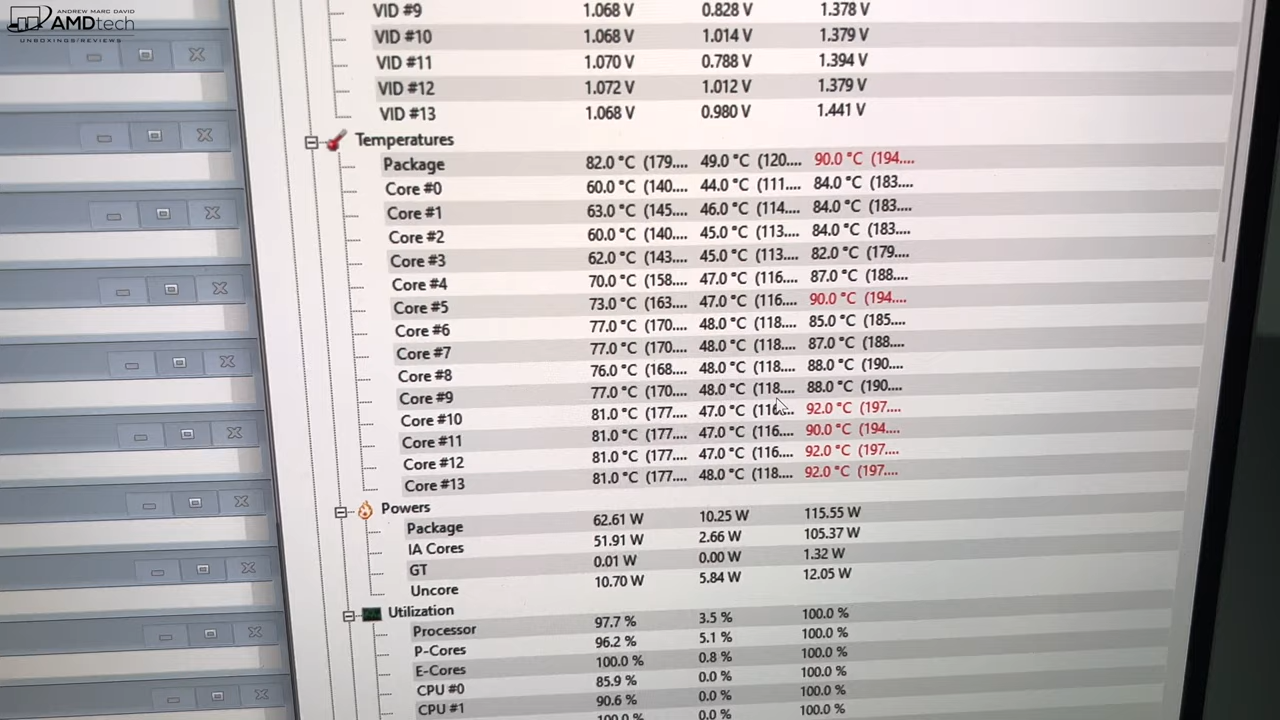 ANDREW MARC DAVID
AMDtech
UNBOXINGS/REVIEWS
VID #9 1.068 V 0.828 V 1.378 V
VID #10 1.068 V 1.014 V 1.379 V
VID #11 1.070 V 0.788 V 1.394 V
VID #12 1.072 V 1.012 V 1.379 V
VID #13 1.068 V 0.980 V 1.441 V
Temperatures
Package 82.0 °C (179.... 49.0 °C (120.... 90.0 °C (194....
Core #0 60.0 °C (140.... 44.0 °C (111.... 84.0 °C (183....
Core #1 63.0 °C (145.... 46.0 °C (114.... 84.0 °C (183....
Core #2 60.0 °C (140.... 45.0 °C (113.... 84.0 °C (183....
Core #3 62.0 °C (143.... 45.0 °C (113.... 82.0 °C (179....
Core #4 70.0 °C (158.... 47.0 °C (116.... 87.0 °C (188....
Core #5 73.0 °C (163.... 47.0 °C (116.... 90.0 °C (194....
Core #6 77.0 °C (170.... 48.0 °C (118.... 85.0 °C (185....
Core #7 77.0 °C (170.... 48.0 °C (118.... 87.0 °C (188....
Core #8 76.0 °C (168.... 48.0 °C (118.... 88.0 °C (190....
Core #9 77.0 °C (170.... 48.0 °C (118.... 88.0 °C (190....
Core #10 81.0 °C (177.... 47.0 °C (116... 92.0 °C (197....
Core #11 81.0 °C (177.... 47.0 °C (116.... 90.0 °C (194....
Core #12 81.0 °C (177.... 47.0 °C (116.... 92.0 °C (197....
Core #13 81.0 °C (177.... 48.0 °C (118.... 92.0 °C (197....
Powers
Package 62.61 W 10.25 W 115.55 W
IA Cores 51.91 W 2.66 W 105.37 W
GT 0.01 W 0.00 W 1.32 W
Uncore 10.70 W 5.84 W 12.05 W
Utilization
Processor 97.7 % 3.5 % 100.0 %
P-Cores 96.2 % 5.1 % 100.0 %
E-Cores 100.0 % 0.8 % 100.0 %
CPU #0 85.9 % 0.0 % 100.0 %
CPU #1 90.6 % 0.0 % 100.0 %
100.0 % 0.0 % 100.0 %